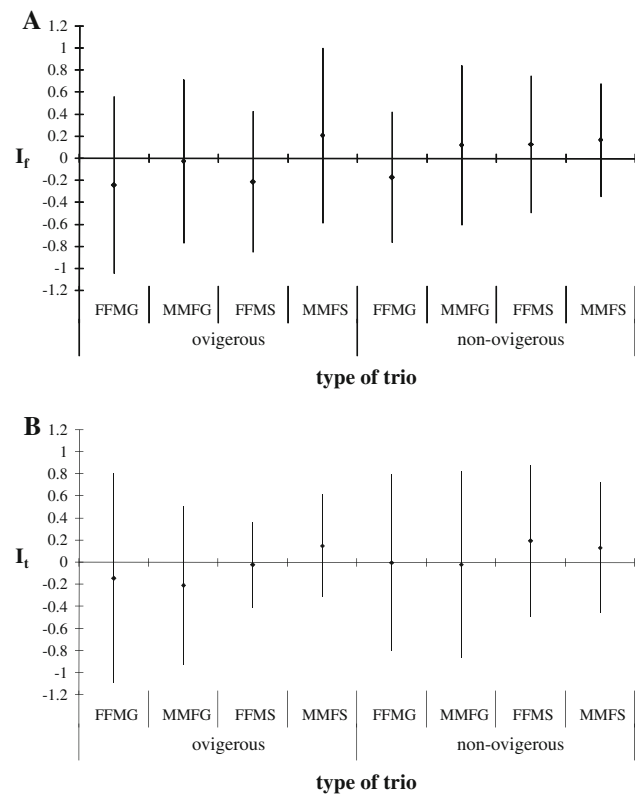 A
1.2
1
0.8
0.6
0.4
0.2
I_f 0
-0.2
-0.4
-0.6
-0.8
-1
-1.2
FFMG MMFG FFMS MMFS FFMG MMFG FFMS MMFS
ovigerous non-ovigerous
type of trio
B
1.2
1
0.8
0.6
0.4
0.2
I_t 0
-0.2
-0.4
-0.6
-0.8
-1
-1.2
FFMG MMFG FFMS MMFS FFMG MMFG FFMS MMFS
ovigerous non-ovigerous
type of trio